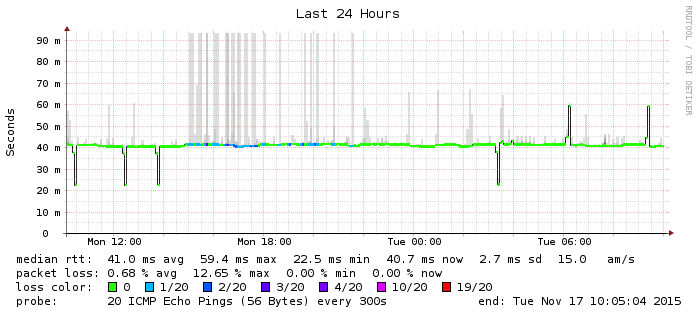 Last 24 Hours
RRDTOOL / TOBI OETIKER
Seconds
90 m
80 m
70 m
60 m
50 m
40 m
30 m
20 m
10 m
0
Mon 12:00 Mon 18:00 Tue 00:00 Tue 06:00
median rtt: 41.0 ms avg 59.4 ms max 22.5 ms min 40.7 ms now 2.7 ms sd 15.0 am/s
packet loss: 0.68 % avg 12.65 % max 0.00 % min 0.00 % now
loss color: 0 1/20 2/20 3/20 4/20 10/20 19/20
probe: 20 ICMP Echo Pings (56 Bytes) every 300s end: Tue Nov 17 10:05:04 2015